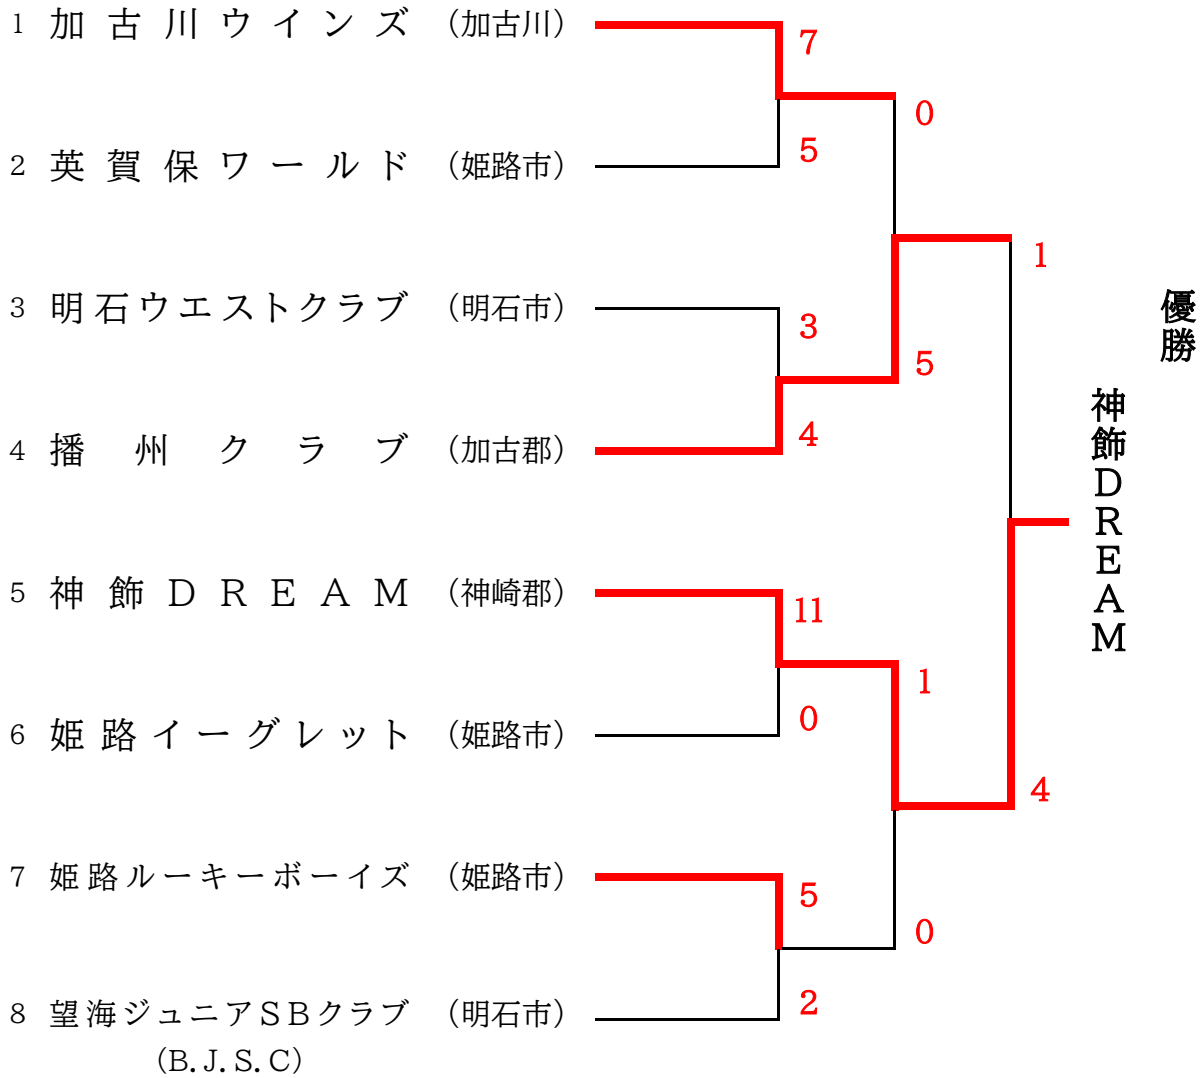 1 加古川ウインズ （加古川）
7
0
2 英賀保ワールド （姫路市）
5
1
3 明石ウエストクラブ （明石市）
3
5
4 播州クラブ （加古郡）
4
優勝
神飾ＤＲＥＡＭ
5 神飾ＤＲＥＡＭ （神崎郡）
11
1
6 姫路イーグレット （姫路市）
0
4
7 姫路ルーキーボーイズ （姫路市）
5
0
8 望海ジュニアＳＢクラブ （明石市）
2
（B.J.S.C）